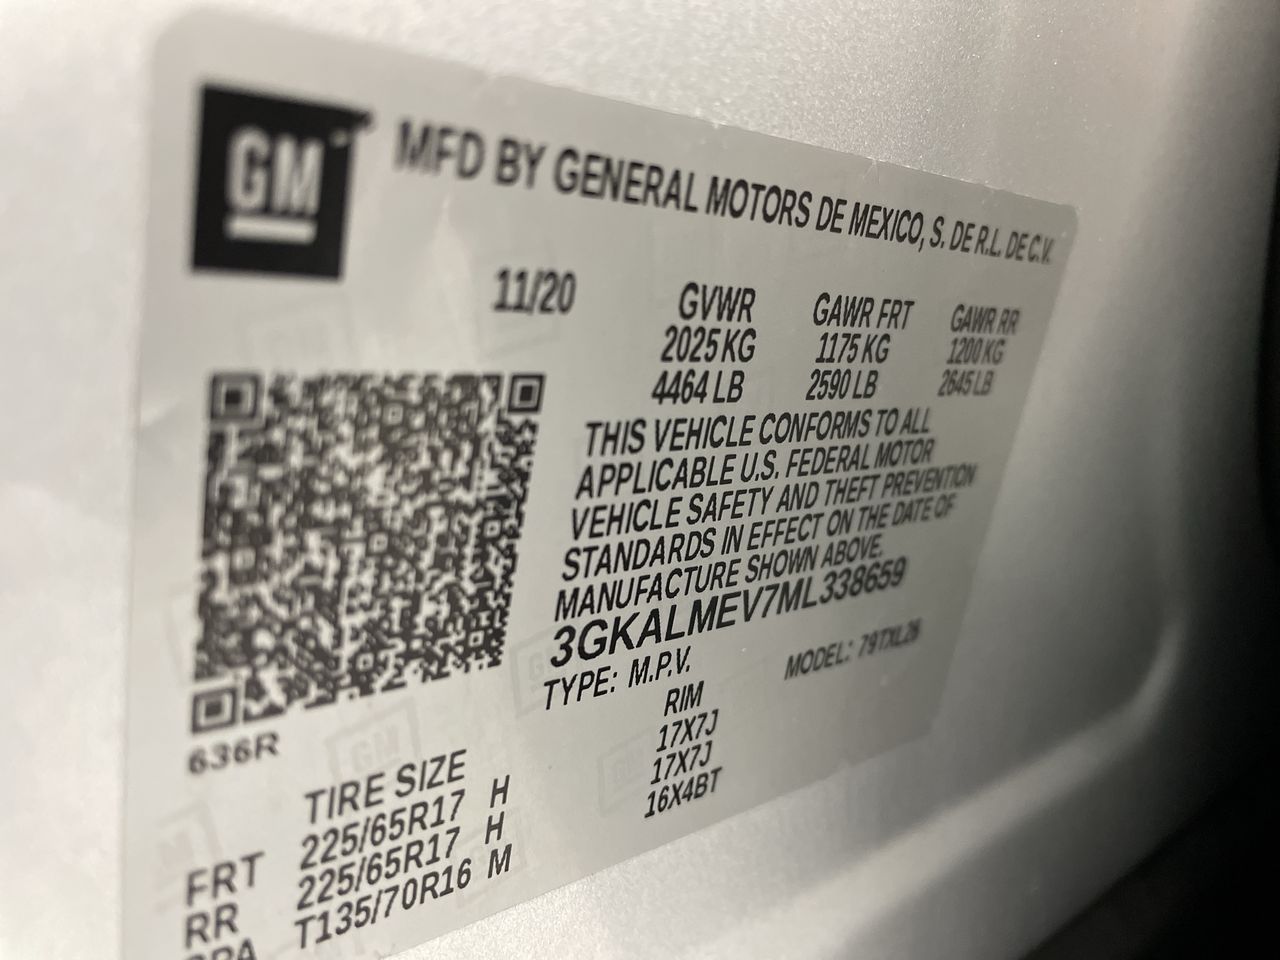 GM
MFD BY GENERAL MOTORS DE MEXICO, S. DE R.L. DE C.V.
11/20 GVWR GAWR FRT GAWR RR
2025 KG 1175 KG 1200 KG
4464 LB 2590 LB 2645 LB
THIS VEHICLE CONFORMS TO ALL
APPLICABLE U.S. FEDERAL MOTOR
VEHICLE SAFETY AND THEFT PREVENTION
STANDARDS IN EFFECT ON THE DATE OF
MANUFACTURE SHOWN ABOVE.
3GKALMEV7ML338659
TYPE: M.P.V. MODEL: 79TXL26
636R
TIRE SIZE RIM
FRT 225/65R17 H 17X7J
RR 225/65R17 H 17X7J
SPA T135/70R16 M 16X4BT